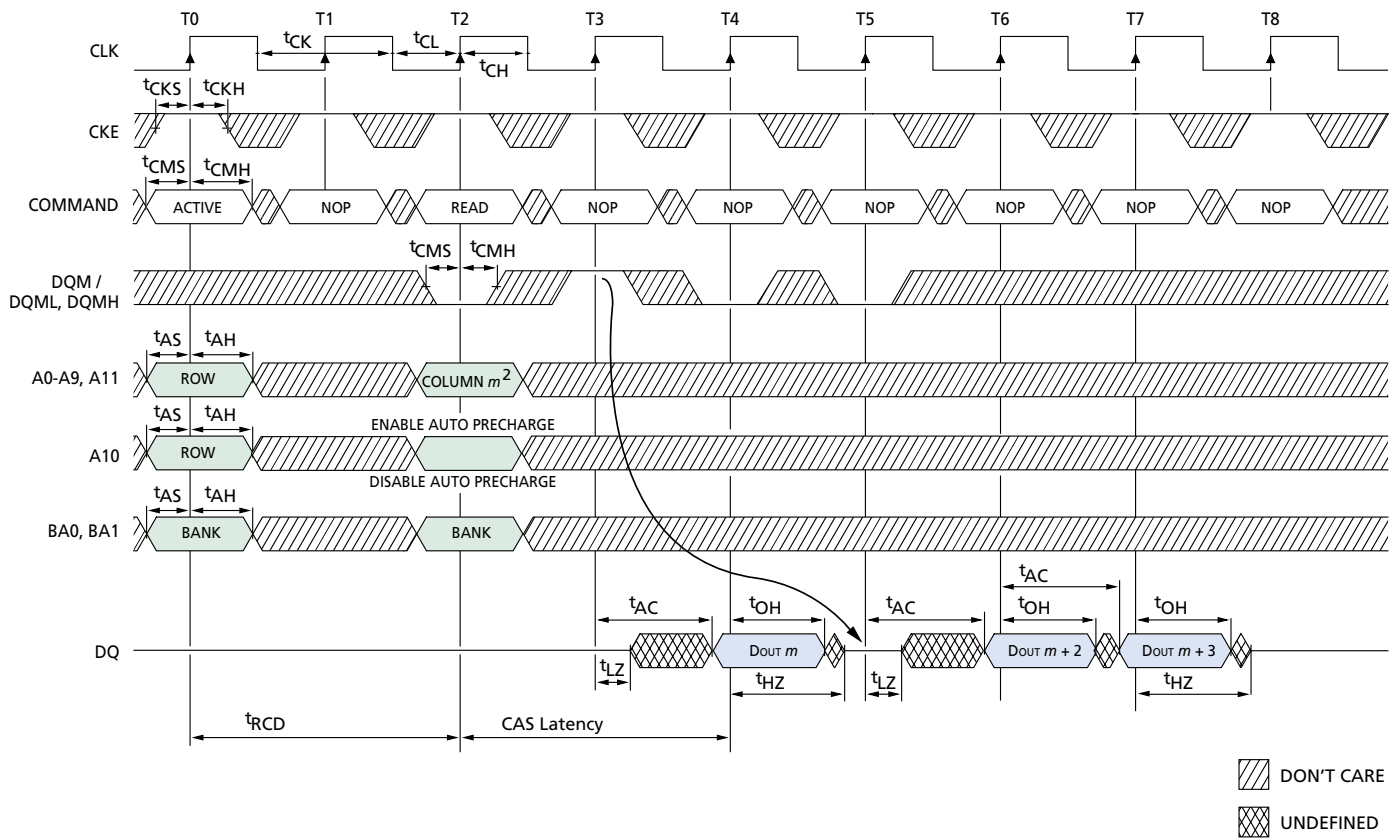 T0 T1 T2 T3 T4 T5 T6 T7 T8
CLK
tCK tCL
tCH
tCKS tCKH
CKE
tCMS tCMH
COMMAND ACTIVE NOP READ NOP NOP NOP NOP NOP NOP
tCMS tCMH
DQM /
DQML, DQMH
tAS tAH
A0-A9, A11 ROW COLUMN m2
tAS tAH ENABLE AUTO PRECHARGE
A10 ROW
DISABLE AUTO PRECHARGE
tAS tAH
BA0, BA1 BANK BANK
tAC
tAC tOH tAC tOH tOH
DQ DOUT m DOUT m + 2 DOUT m + 3
tLZ tHZ tLZ tHZ
tRCD CAS Latency
DON'T CARE
UNDEFINED